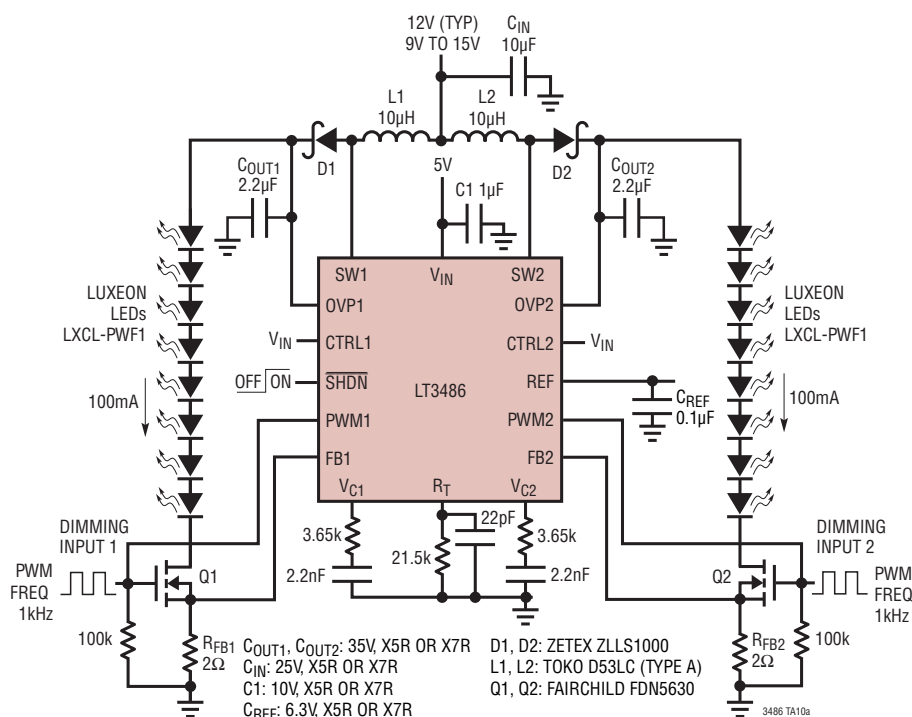 12V (TYP)
9V TO 15V
CIN
10µF
L1
10µH
L2
10µH
D1
5V
D2
COUT1
2.2µF
C1 1µF
COUT2
2.2µF
SW1
VIN
SW2
OVP1
OVP2
LUXEON
LEDs
LXCL-PWF1
LUXEON
LEDs
LXCL-PWF1
VIN
CTRL1
CTRL2
VIN
OFF ON
SHDN
LT3486
REF
100mA
CREF
0.1µF
100mA
PWM1
PWM2
FB1
FB2
VC1
RT
VC2
3.65k
22pF
3.65k
21.5k
2.2nF
2.2nF
DIMMING
INPUT 1
DIMMING
INPUT 2
PWM
FREQ
1kHz
Q1
Q2
PWM
FREQ
1kHz
100k
RFB1
2Ω
RFB2
2Ω
100k
COUT1, COUT2: 35V, X5R OR X7R
CIN: 25V, X5R OR X7R
C1: 10V, X5R OR X7R
CREF: 6.3V, X5R OR X7R
D1, D2: ZETEX ZLLS1000
L1, L2: TOKO D53LC (TYPE A)
Q1, Q2: FAIRCHILD FDN5630
3486 TA10a